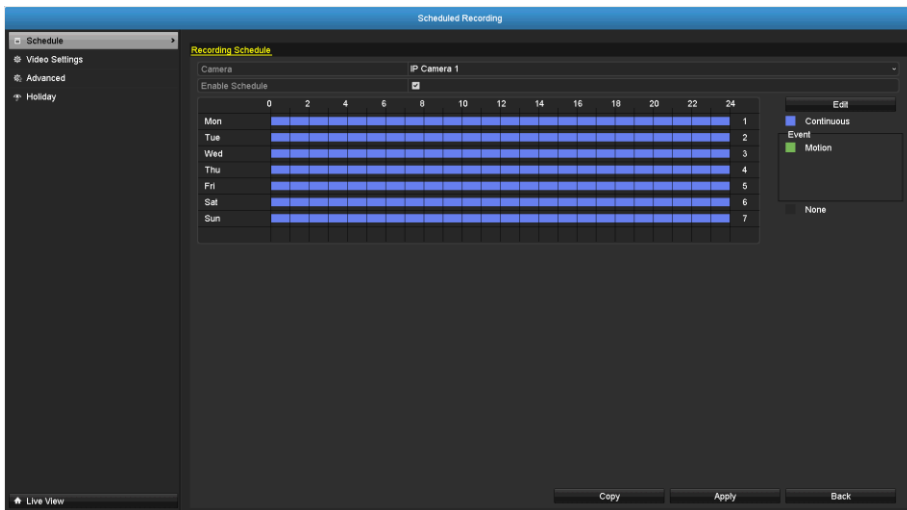 Scheduled Recording
Schedule
Video Settings
Advanced
Holiday
Live View
Recording Schedule
Camera IP Camera 1
Enable Schedule
0 2 4 6 8 10 12 14 16 18 20 22 24
Mon 1
Tue 2
Wed 3
Thu 4
Fri 5
Sat 6
Sun 7
Edit
Continuous
Event
Motion
None
Copy Apply Back